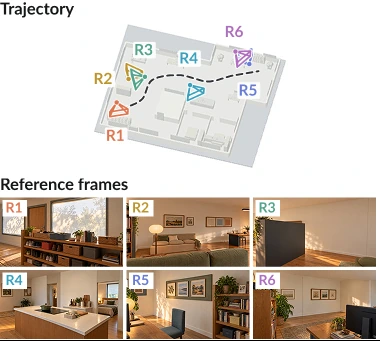 Trajectory
R6
R3
R4
R2
R5
R1
Reference frames
R1 R2 R3
R4 R5 R6